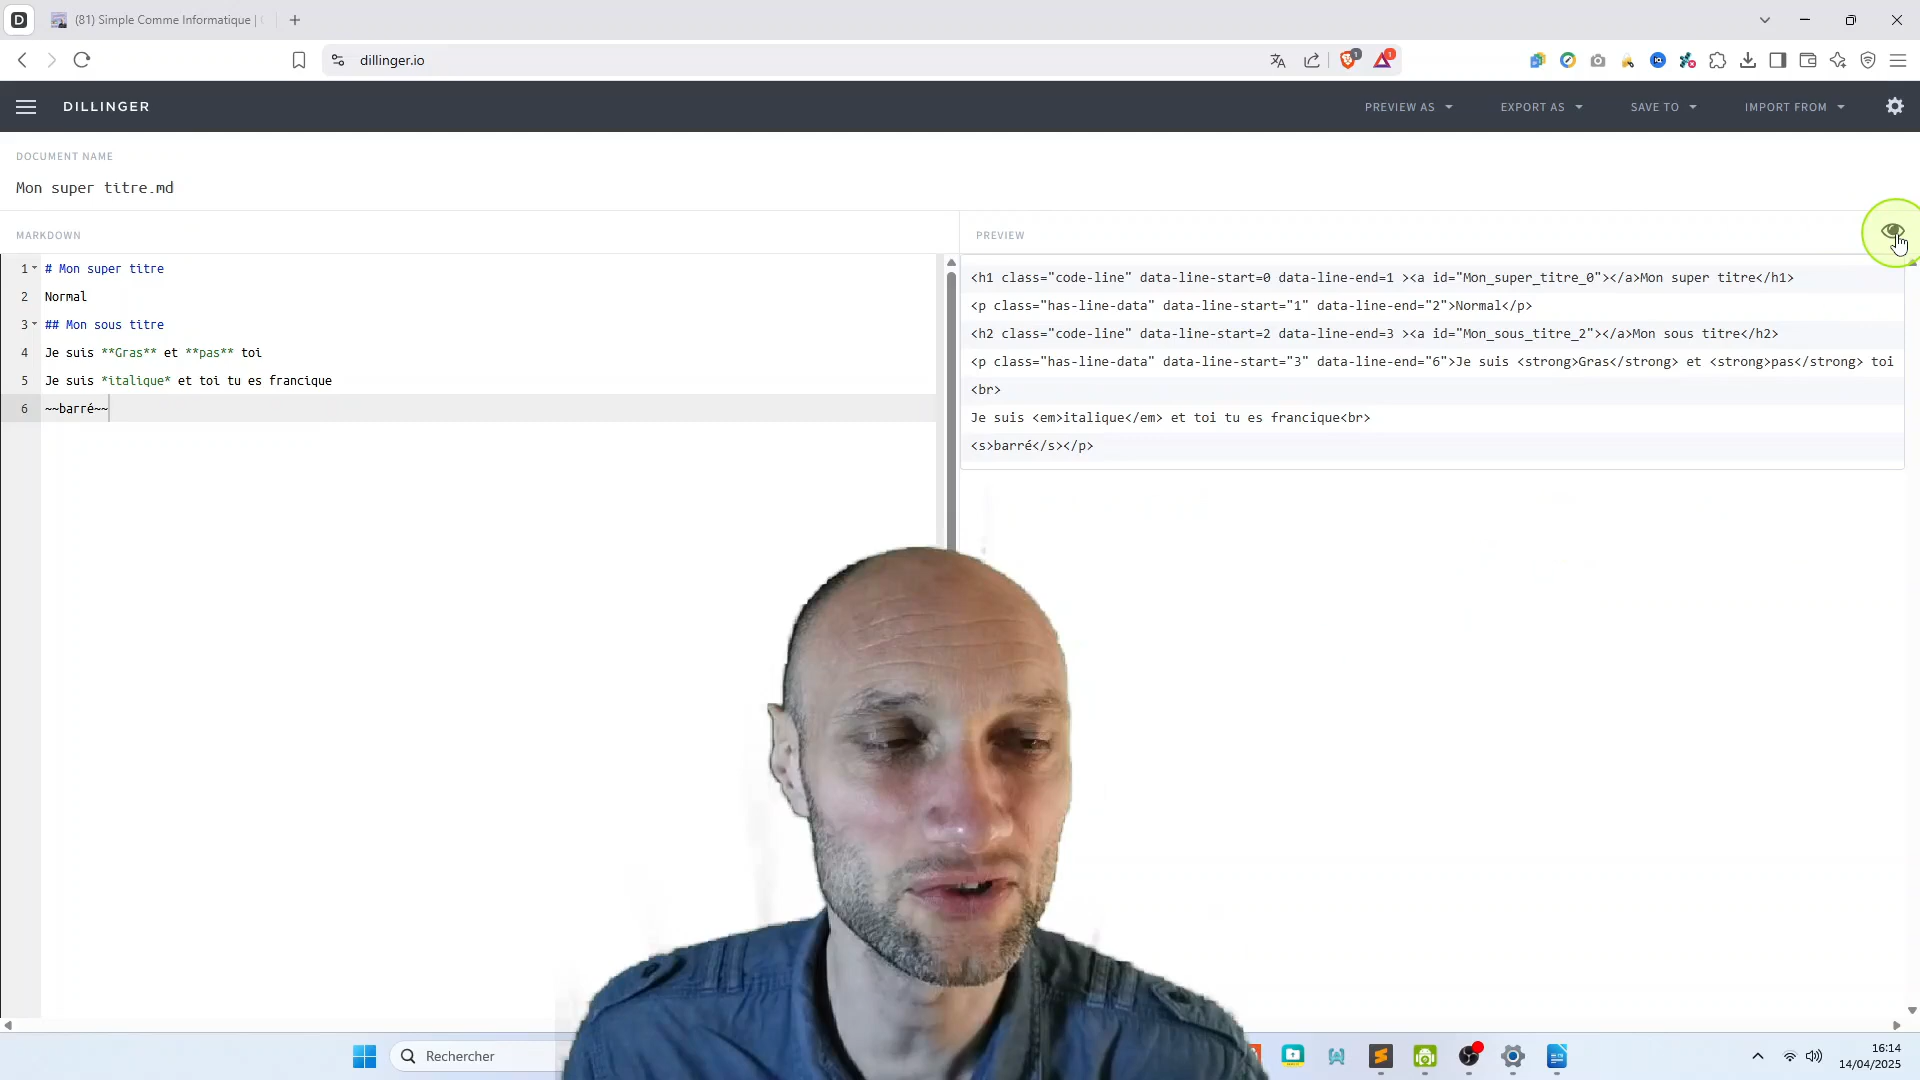 (81) Simple Comme Informatique |
dillinger.io
DILLINGER
PREVIEW AS
EXPORT AS
SAVE TO
IMPORT FROM
DOCUMENT NAME
Mon super titre.md
MARKDOWN
1 # Mon super titre
2 Normal
3 ## Mon sous titre
4 Je suis **Gras** et **pas** toi
5 Je suis *italique* et toi tu es francique
6 ~~barré~~
PREVIEW
<h1 class="code-line" data-line-start=0 data-line-end=1 ><a id="Mon_super_titre_0"></a>Mon super titre</h1>
<p class="has-line-data" data-line-start="1" data-line-end="2">Normal</p>
<h2 class="code-line" data-line-start=2 data-line-end=3 ><a id="Mon_sous_titre_2"></a>Mon sous titre</h2>
<p class="has-line-data" data-line-start="3" data-line-end="6">Je suis <strong>Gras</strong> et <strong>pas</strong> toi
<br>
Je suis <em>italique</em> et toi tu es francique<br>
<s>barré</s></p>
Rechercher
16:14
14/04/2025